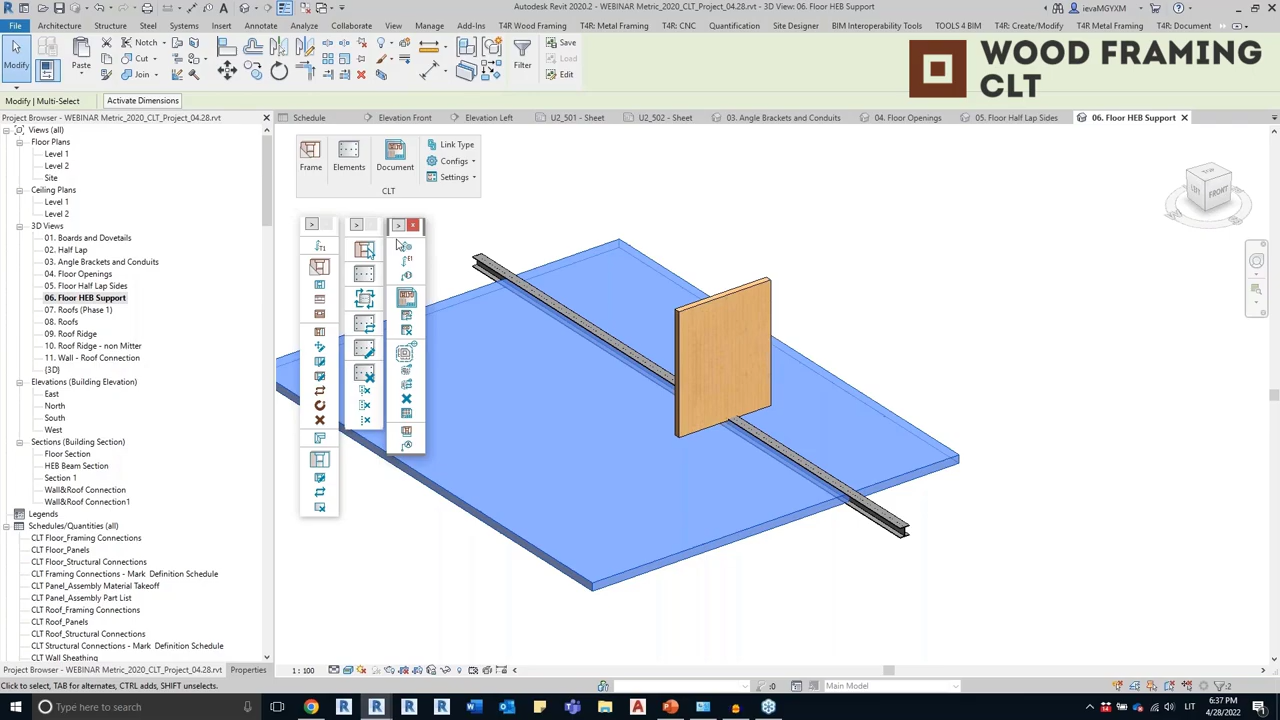 Autodesk Revit 2020.2 - WEBINAR Metric_2020_CLT_Project_04.28.rvt - 3D View: 06. Floor HEB Support
ievaMGYXM
File
Architecture
Structure
Steel
Systems
Insert
Annotate
Analyze
Collaborate
View
Manage
Add-Ins
T4R Wood Framing
T4R: Metal Framing
T4R: CNC
Quantification
Site Designer
BIM Interoperability Tools
TOOLS 4 BIM
T4R: Create/Modify
T4R Metal Framing
T4R: Document
Modify
Paste
Notch
Cut
Join
Filter
Save
Load
Edit
WOOD FRAMING
CLT
Modify | Multi-Select
Activate Dimensions
Project Browser - WEBINAR Metric_2020_CLT_Project_04.28.rvt
Schedule
Elevation Front
Elevation Left
U2_501 - Sheet
U2_502 - Sheet
03. Angle Brackets and Conduits
04. Floor Openings
05. Floor Half Lap Sides
06. Floor HEB Support
Views (all)
Floor Plans
Level 1
Level 2
Site
Ceiling Plans
Level 1
Level 2
3D Views
01. Boards and Dovetails
02. Half Lap
03. Angle Brackets and Conduits
04. Floor Openings
05. Floor Half Lap Sides
06. Floor HEB Support
07. Roofs (Phase 1)
08. Roofs
09. Roof Ridge
10. Roof Ridge - non Mitter
11. Wall - Roof Connection
{3D}
Elevations (Building Elevation)
East
North
South
West
Sections (Building Section)
Floor Section
HEB Beam Section
Section 1
Wall&Roof Connection
Wall&Roof Connection1
Legends
Schedules/Quantities (all)
CLT Floor_Framing Connections
CLT Floor_Panels
CLT Floor_Structural Connections
CLT Framing Connections - Mark Definition Schedule
CLT Panel_Assembly Material Takeoff
CLT Panel_Assembly Part List
CLT Roof_Framing Connections
CLT Roof_Panels
CLT Roof_Structural Connections
CLT Structural Connections - Mark Definition Schedule
CLT Wall Sheathing
Frame
Elements
Document
Link Type
Configs
Settings
CLT
TOP
LEFT
FRONT
Project Browser - WEBINAR Metric_2020_CLT_Project_04.28.rvt
Properties
1 : 100
Click to select, TAB for alternates, CTRL adds, SHIFT unselects.
:0
Main Model
:2
Type here to search
LIT
6:37 PM
4/28/2022